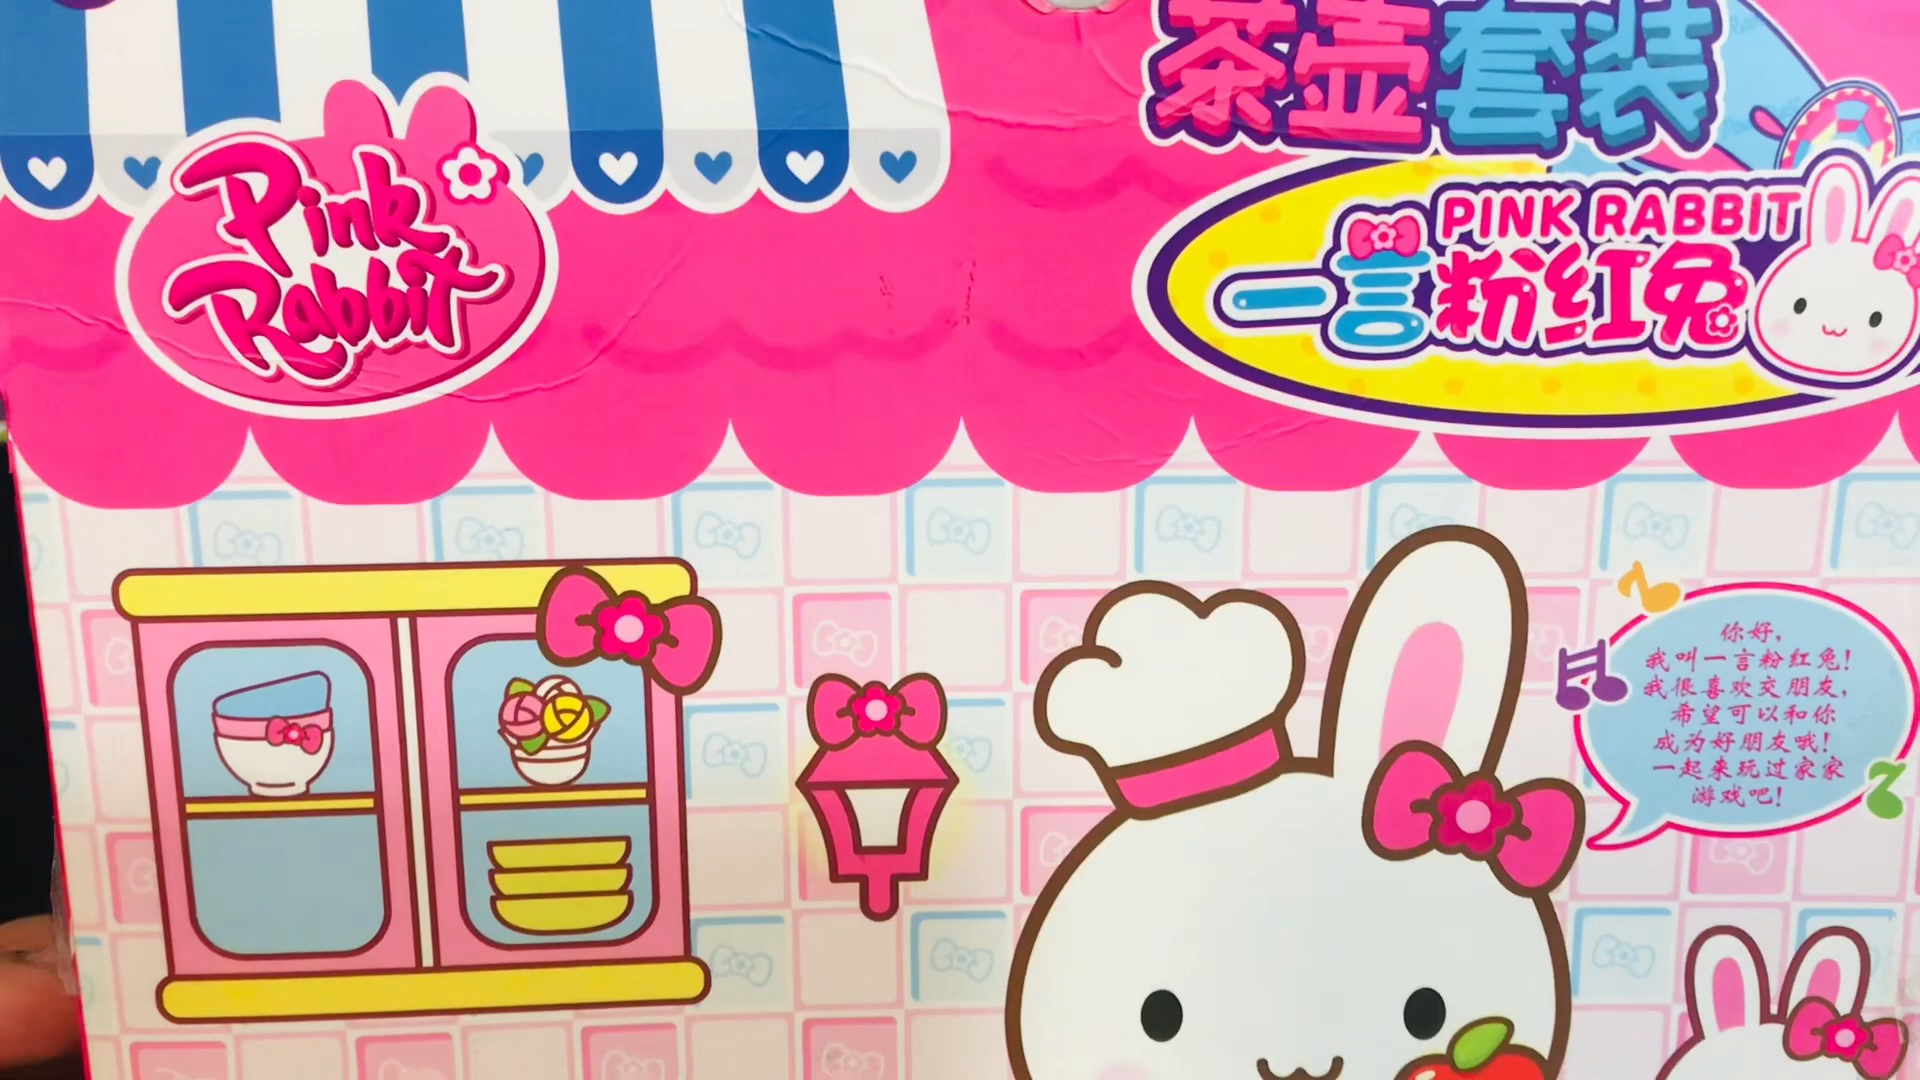 茶壶套装
Pink
Rabbit
PINK RABBIT
一言粉红兔
你好，
我叫一言粉红兔！
我很喜欢交朋友，
希望可以和你
成为好朋友哦！
一起来玩过家家
游戏吧！